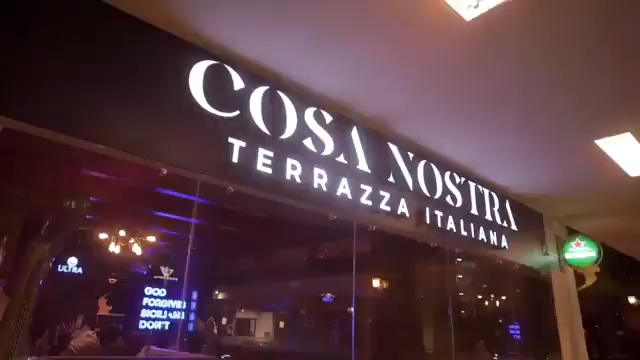 COSA NOSTRA
TERRAZZA ITALIANA
ULTRA
GOD
FORGIVES
SICILIANS
DON'T